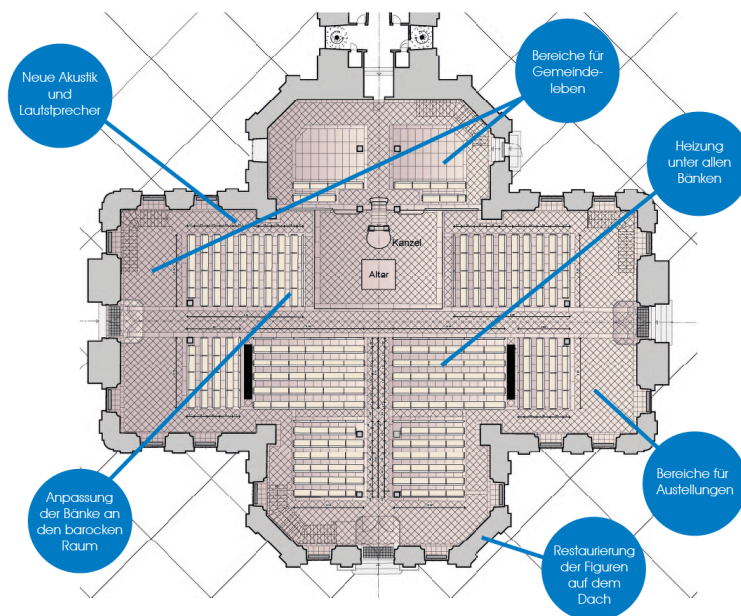 Neue Akustik
und
Lautstprecher
Bereiche für
Gemeinde-
leben
Heizung
unter allen
Bänken
Kanzel
Altar
Anpassung
der Bänke an
den barocken
Raum
Bereiche für
Austellungen
Restaurierung
der Figuren
auf dem
Dach